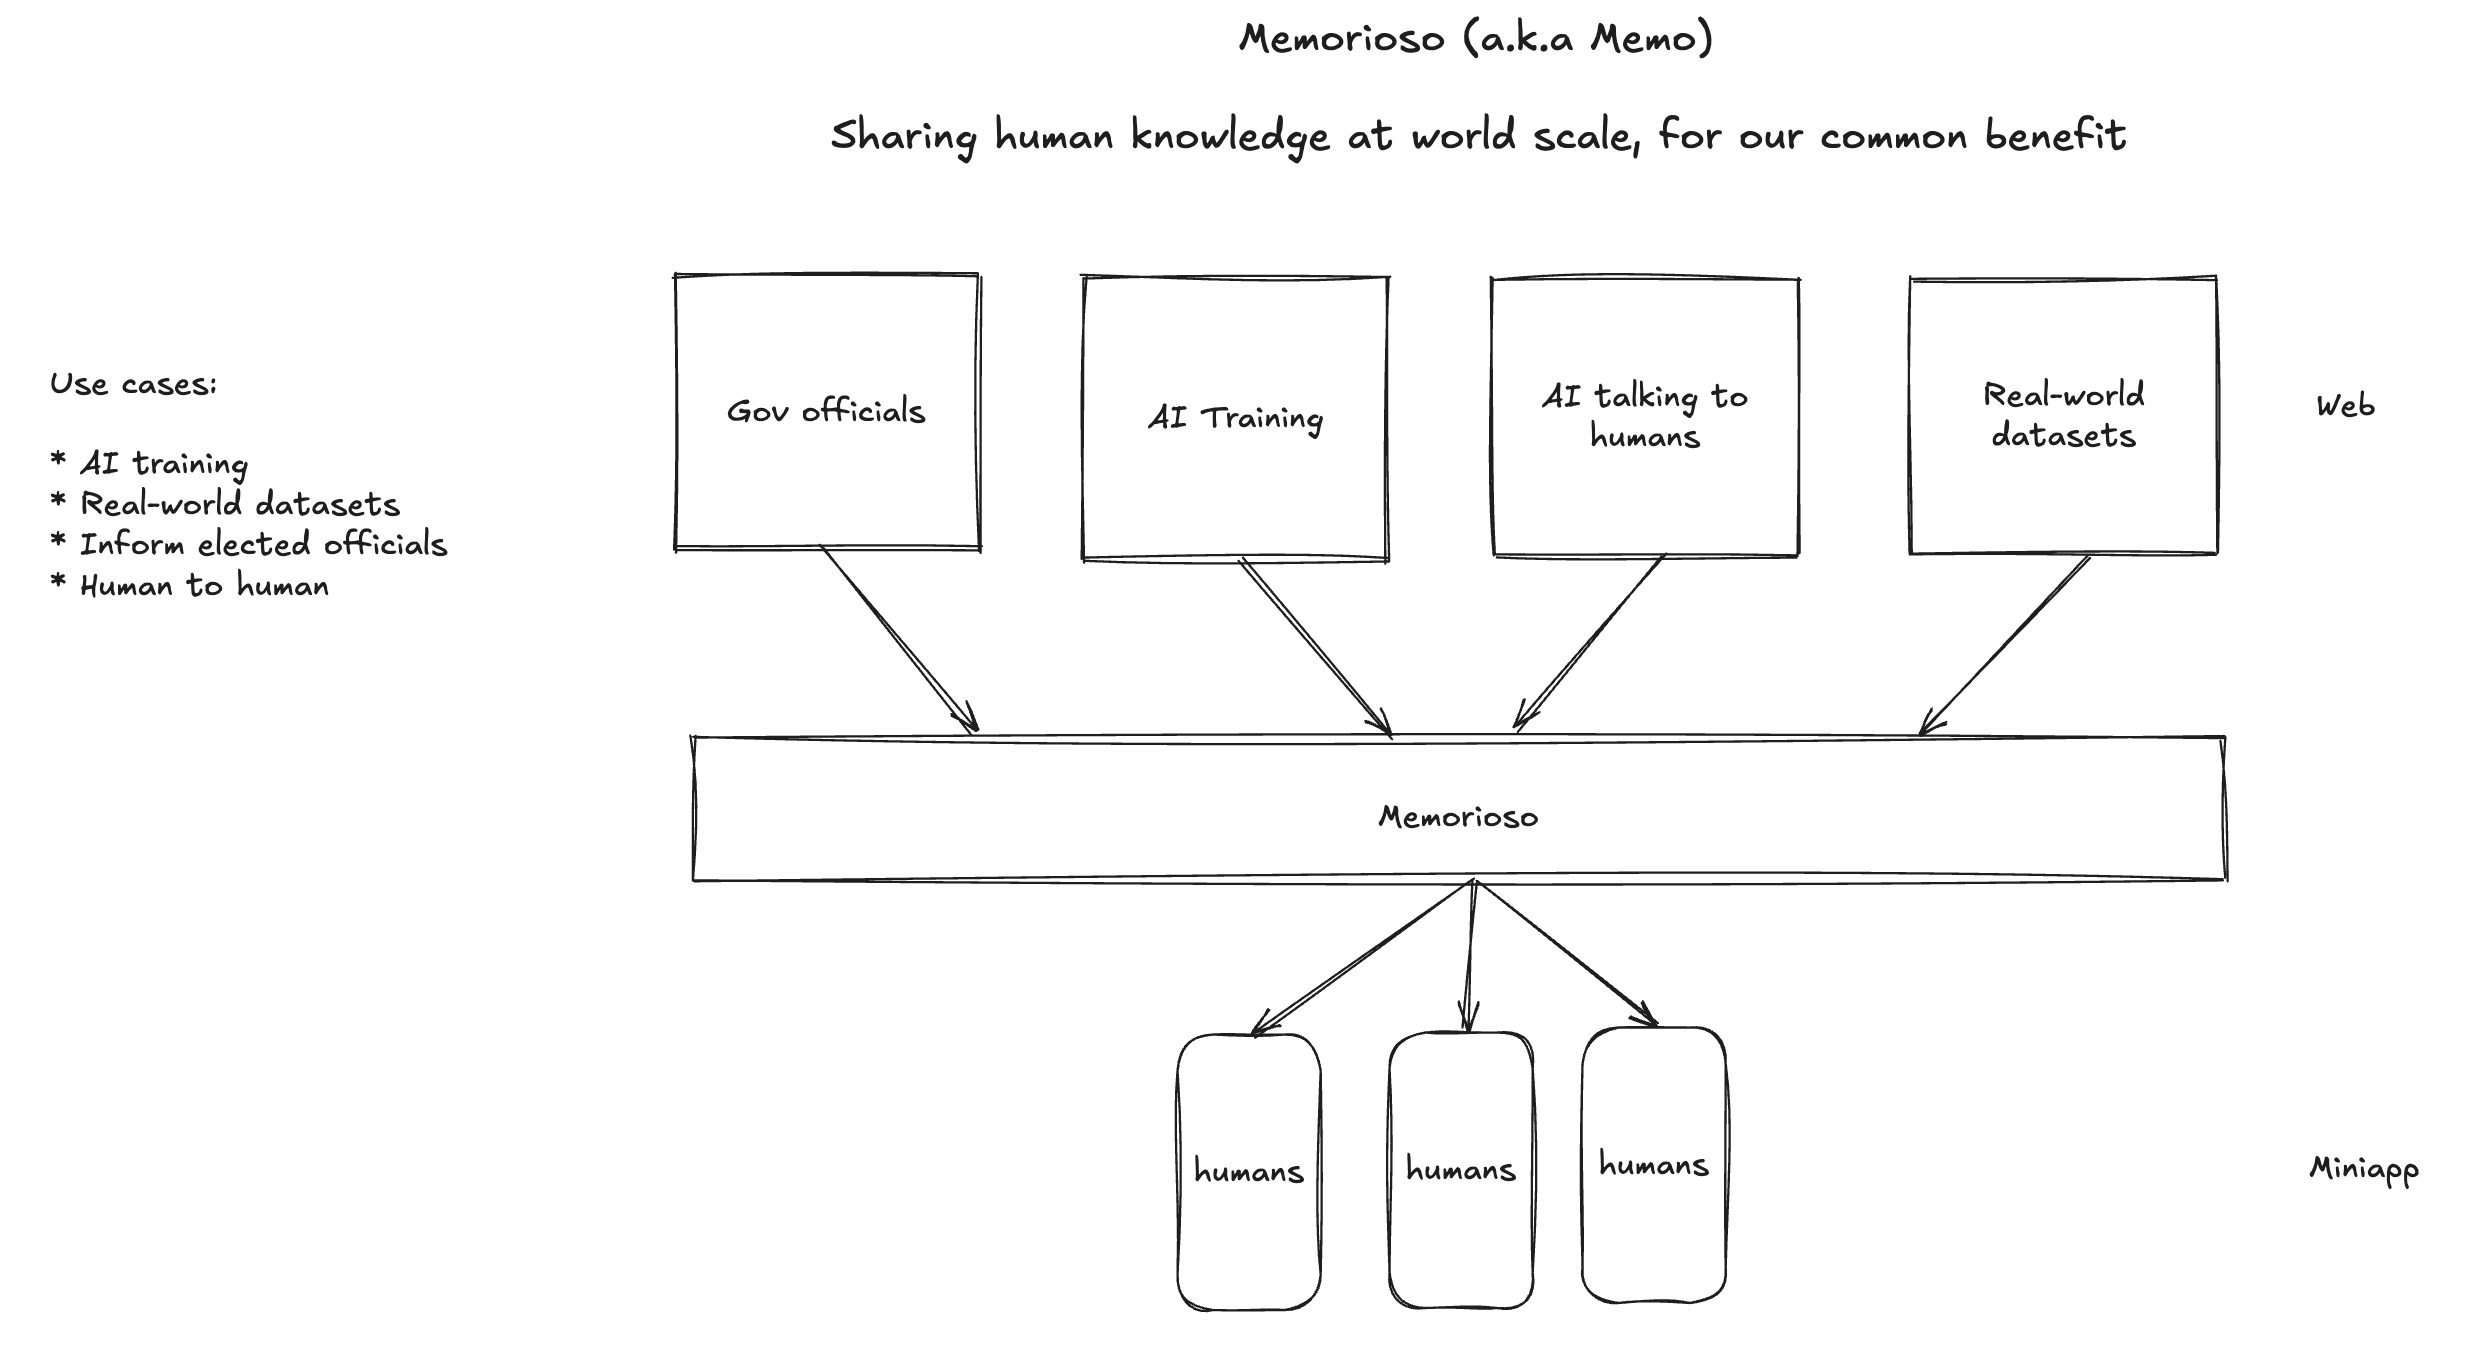 Memorioso (a.k.a Memo)
Sharing human knowledge at world scale, for our common benefit
Use cases:
* AI training
* Real-world datasets
* Inform elected officials
* Human to human
Gov officials
AI Training
AI talking to
humans
Real-world
datasets
Web
Memorioso
humans
humans
humans
Miniapp